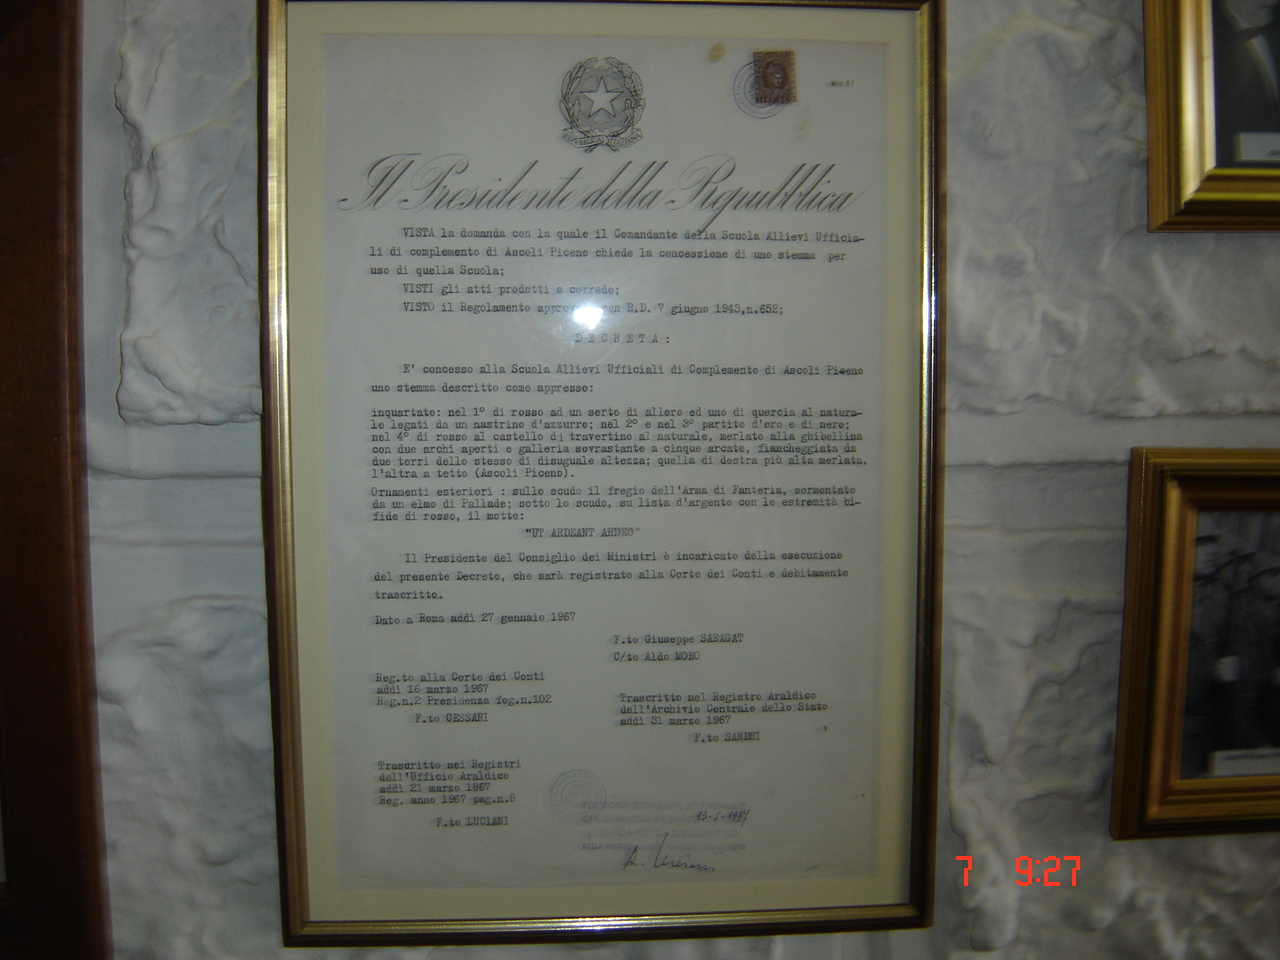 REPUBBLICA ITALIANA
Il Presidente della Repubblica
VISTA la domanda con la quale il Comandante della Scuola Allievi Ufficia-
li di complemento di Ascoli Piceno chiede la concessione di uno stemma per
uso di quella Scuola;
VISTI gli atti prodotti a corredo;
VISTO il Regolamento con R.D. 7 giugno 1943,n.652;
D E C R E T A :
E' concesso alla Scuola Allievi Ufficiali di Complemento di Ascoli Piceno
uno stemma descritto come appresso:
inquartato: nel 1° di rosso ad un serto di alloro ed uno di quercia al natura-
le legati da un nastrino d'azzurro; nel 2° e nel 3° partito d'oro e di nero;
nel 4° di rosso al castello di travertino al naturale, merlato alla ghibellina
con due archi aperti e galleria sovrastante a cinque arcate, fiancheggiata da
due torri dello stesso di disuguale altezza; quella di destra più alta merlata,
l'altra a tetto (Ascoli Piceno).
Ornamenti esteriori : sullo scudo il fregio dell'Arma di Fanteria, sormontato
da un elmo di Pallade; sotto lo scudo, su lista d'argento con le estremità bi-
fide di rosso, il motto:
"UT ARDEANT ARDEO"
Il Presidente del Consiglio dei Ministri è incaricato della esecuzione
del presente Decreto, che sarà registrato alla Corte dei Conti e debitamente
trascritto.
Dato a Roma addì 27 gennaio 1967
F.to Giuseppe SARAGAT
C/to Aldo MORO
Reg.to alla Corte dei Conti
addì 16 marzo 1967
Reg.n.2 Presidenza fog.n.102
F.to CESSARI
Trascritto nel Registro Araldico
dell'Archivio Centrale dello Stato
addì 31 marzo 1967
F.to SANDRI
Trascritto nei Registri
dell'Ufficio Araldico
addì 21 marzo 1967
Reg. anno 1967 pag.n.8
F.to LUCIANI
7 9:27